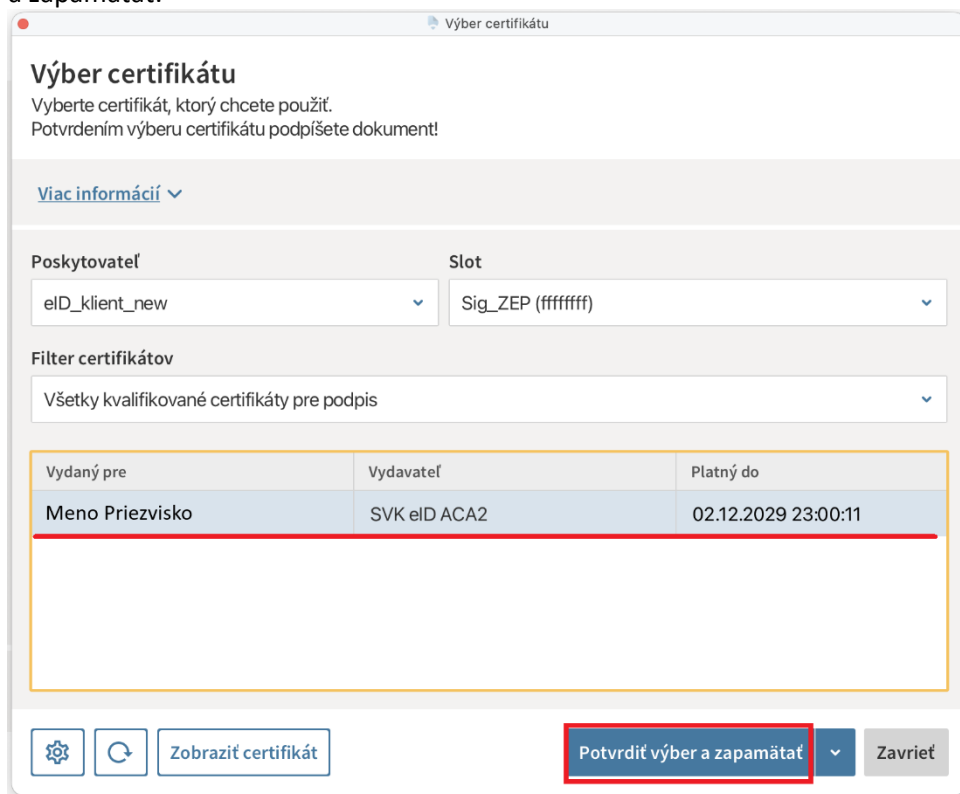 a zapamätať.
Výber certifikátu
Výber certifikátu
Vyberte certifikát, ktorý chcete použiť.
Potvrdením výberu certifikátu podpíšete dokument!
Viac informácií
Poskytovateľ Slot
eID_klient_new Sig_ZEP (ffffffff)
Filter certifikátov
Všetky kvalifikované certifikáty pre podpis
Vydaný pre Vydavateľ Platný do
Meno Priezvisko SVK eID ACA2 02.12.2029 23:00:11
Zobraziť certifikát Potvrdiť výber a zapamätať Zavrieť